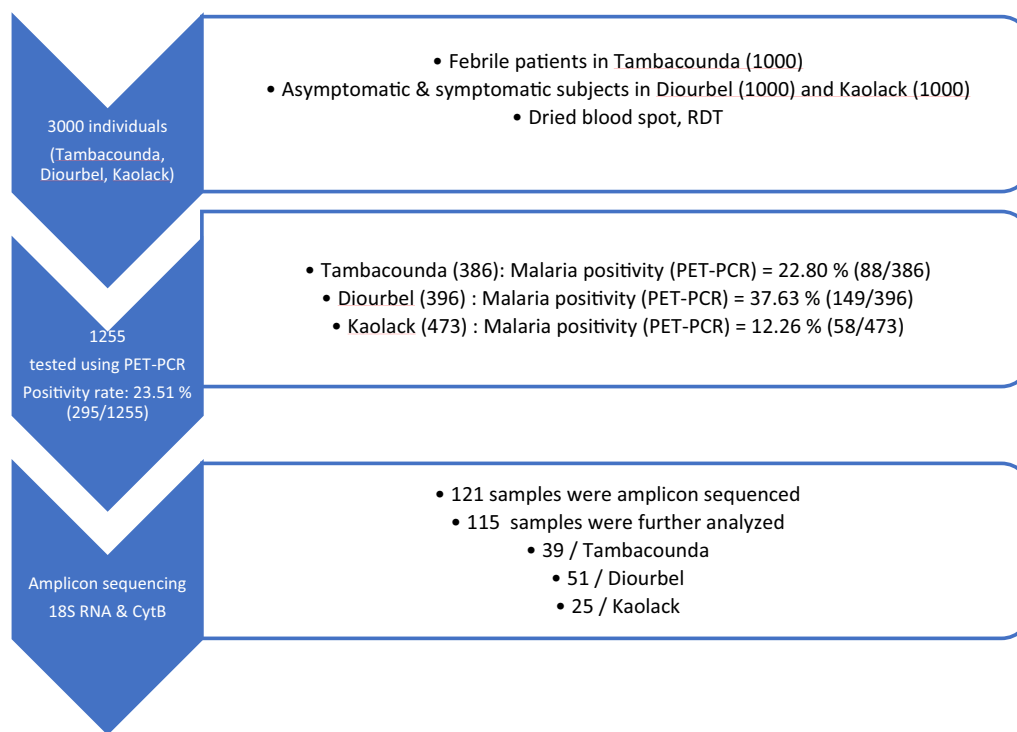 3000 individuals
(Tambacounda,
Diourbel, Kaolack)
• Febrile patients in Tambacounda (1000)
• Asymptomatic & symptomatic subjects in Diourbel (1000) and Kaolack (1000)
• Dried blood spot, RDT
1255
tested using PET-PCR
Positivity rate: 23.51 %
(295/1255)
• Tambacounda (386): Malaria positivity (PET-PCR) = 22.80 % (88/386)
• Diourbel (396) : Malaria positivity (PET-PCR) = 37.63 % (149/396)
• Kaolack (473) : Malaria positivity (PET-PCR) = 12.26 % (58/473)
Amplicon sequencing
18S RNA & CytB
• 121 samples were amplicon sequenced
• 115 samples were further analyzed
• 39 / Tambacounda
• 51 / Diourbel
• 25 / Kaolack